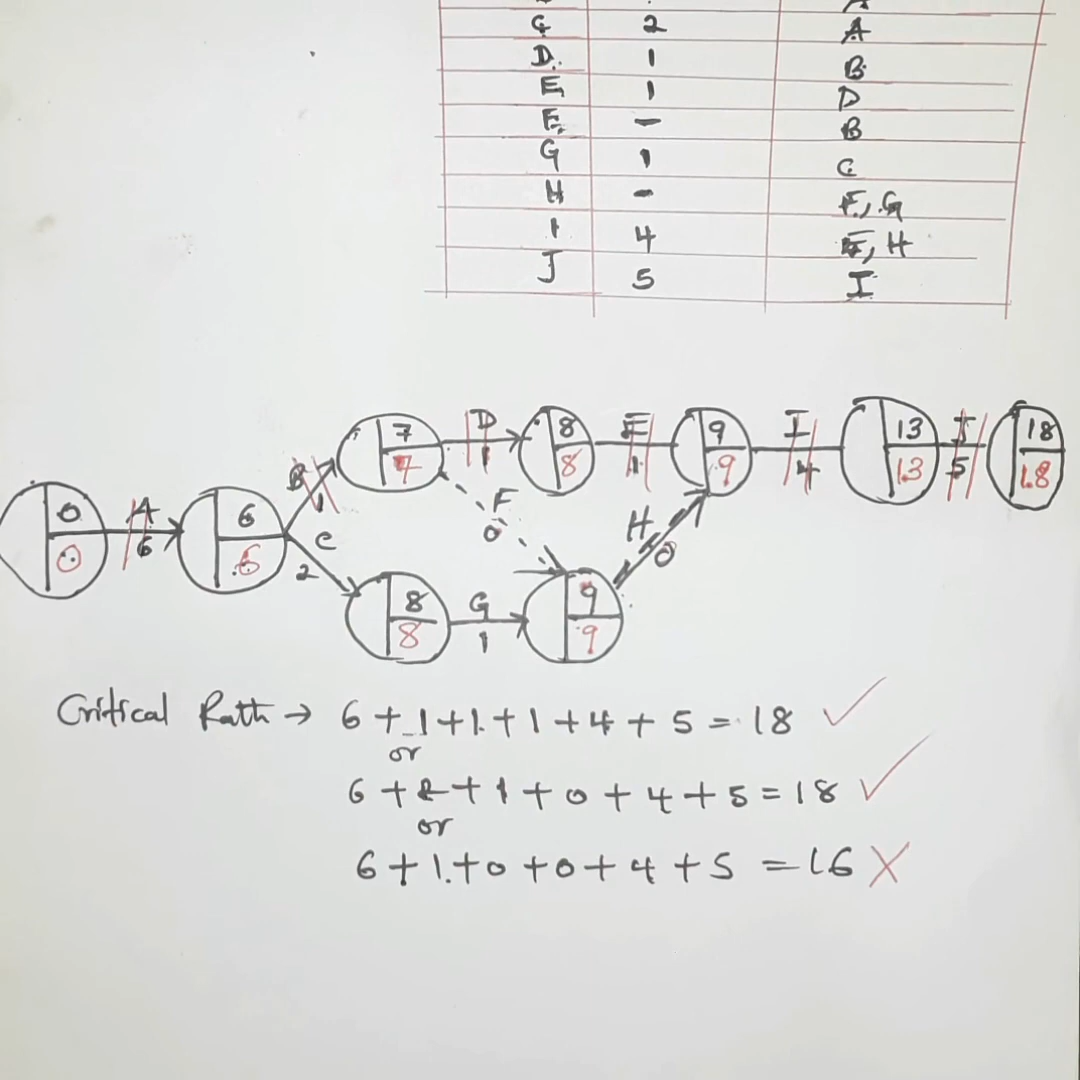 C 2 A
D 1 B
E 1 D
F - B
G 1 C
H - F, G
I 4 E, H
J 5 I
7 D 8 E 9 I 13 J 18
7 1 8 1 9 4 13 5 18
0 A 6 B F H
0 6 6 1 0 0
C
2
8 G 9
8 1 9
Critical Path → 6 + 1 + 1 + 1 + 4 + 5 = 18 ✓
or
6 + 2 + 1 + 0 + 4 + 5 = 18 ✓
or
6 + 1 + 0 + 0 + 4 + 5 = 16 X